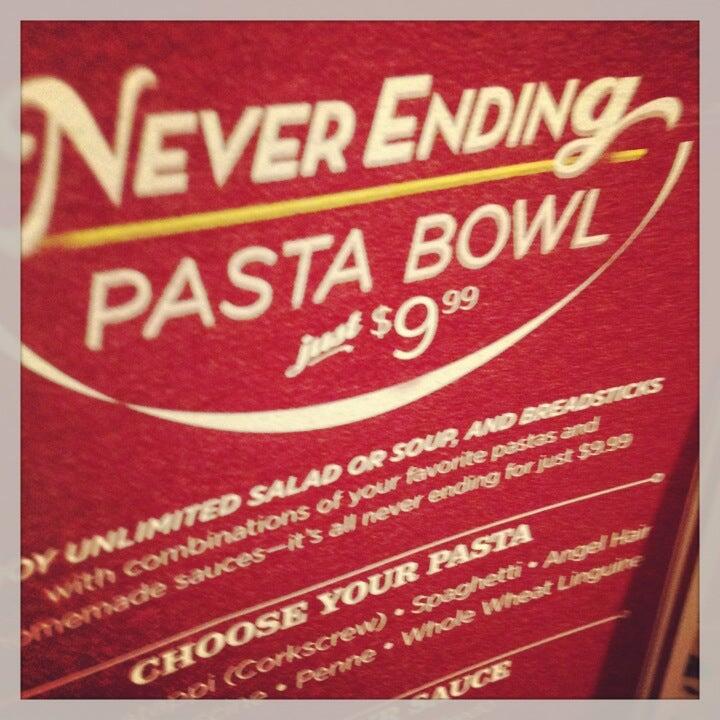 NEVER ENDING
PASTA BOWL
just $9 99
OY UNLIMITED SALAD OR SOUP, AND BREADSTICKS
with combinations of your favorite pastas and
omemade sauces—it's all never ending for just $9.99
CHOOSE YOUR PASTA
(Corkscrew) • Spaghetti • Angel Hair
• Penne • Whole Wheat Linguine
SAUCE